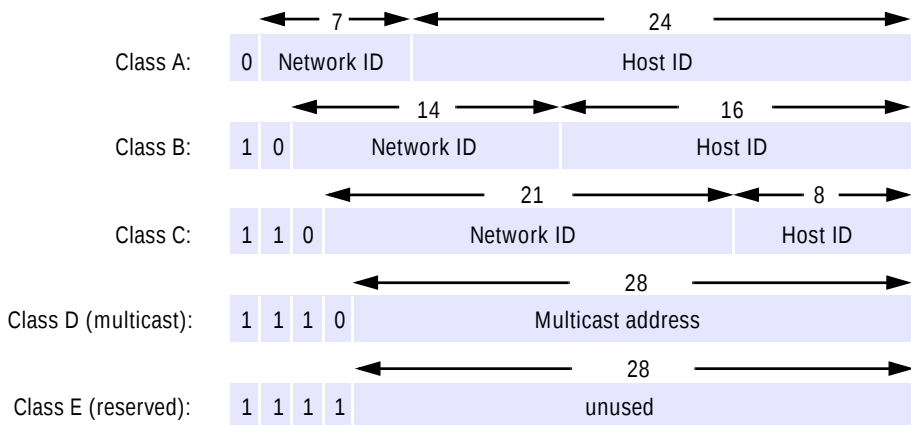 7 24
Class A: 0 Network ID Host ID
14 16
Class B: 1 0 Network ID Host ID
21 8
Class C: 1 1 0 Network ID Host ID
28
Class D (multicast): 1 1 1 0 Multicast address
28
Class E (reserved): 1 1 1 1 unused